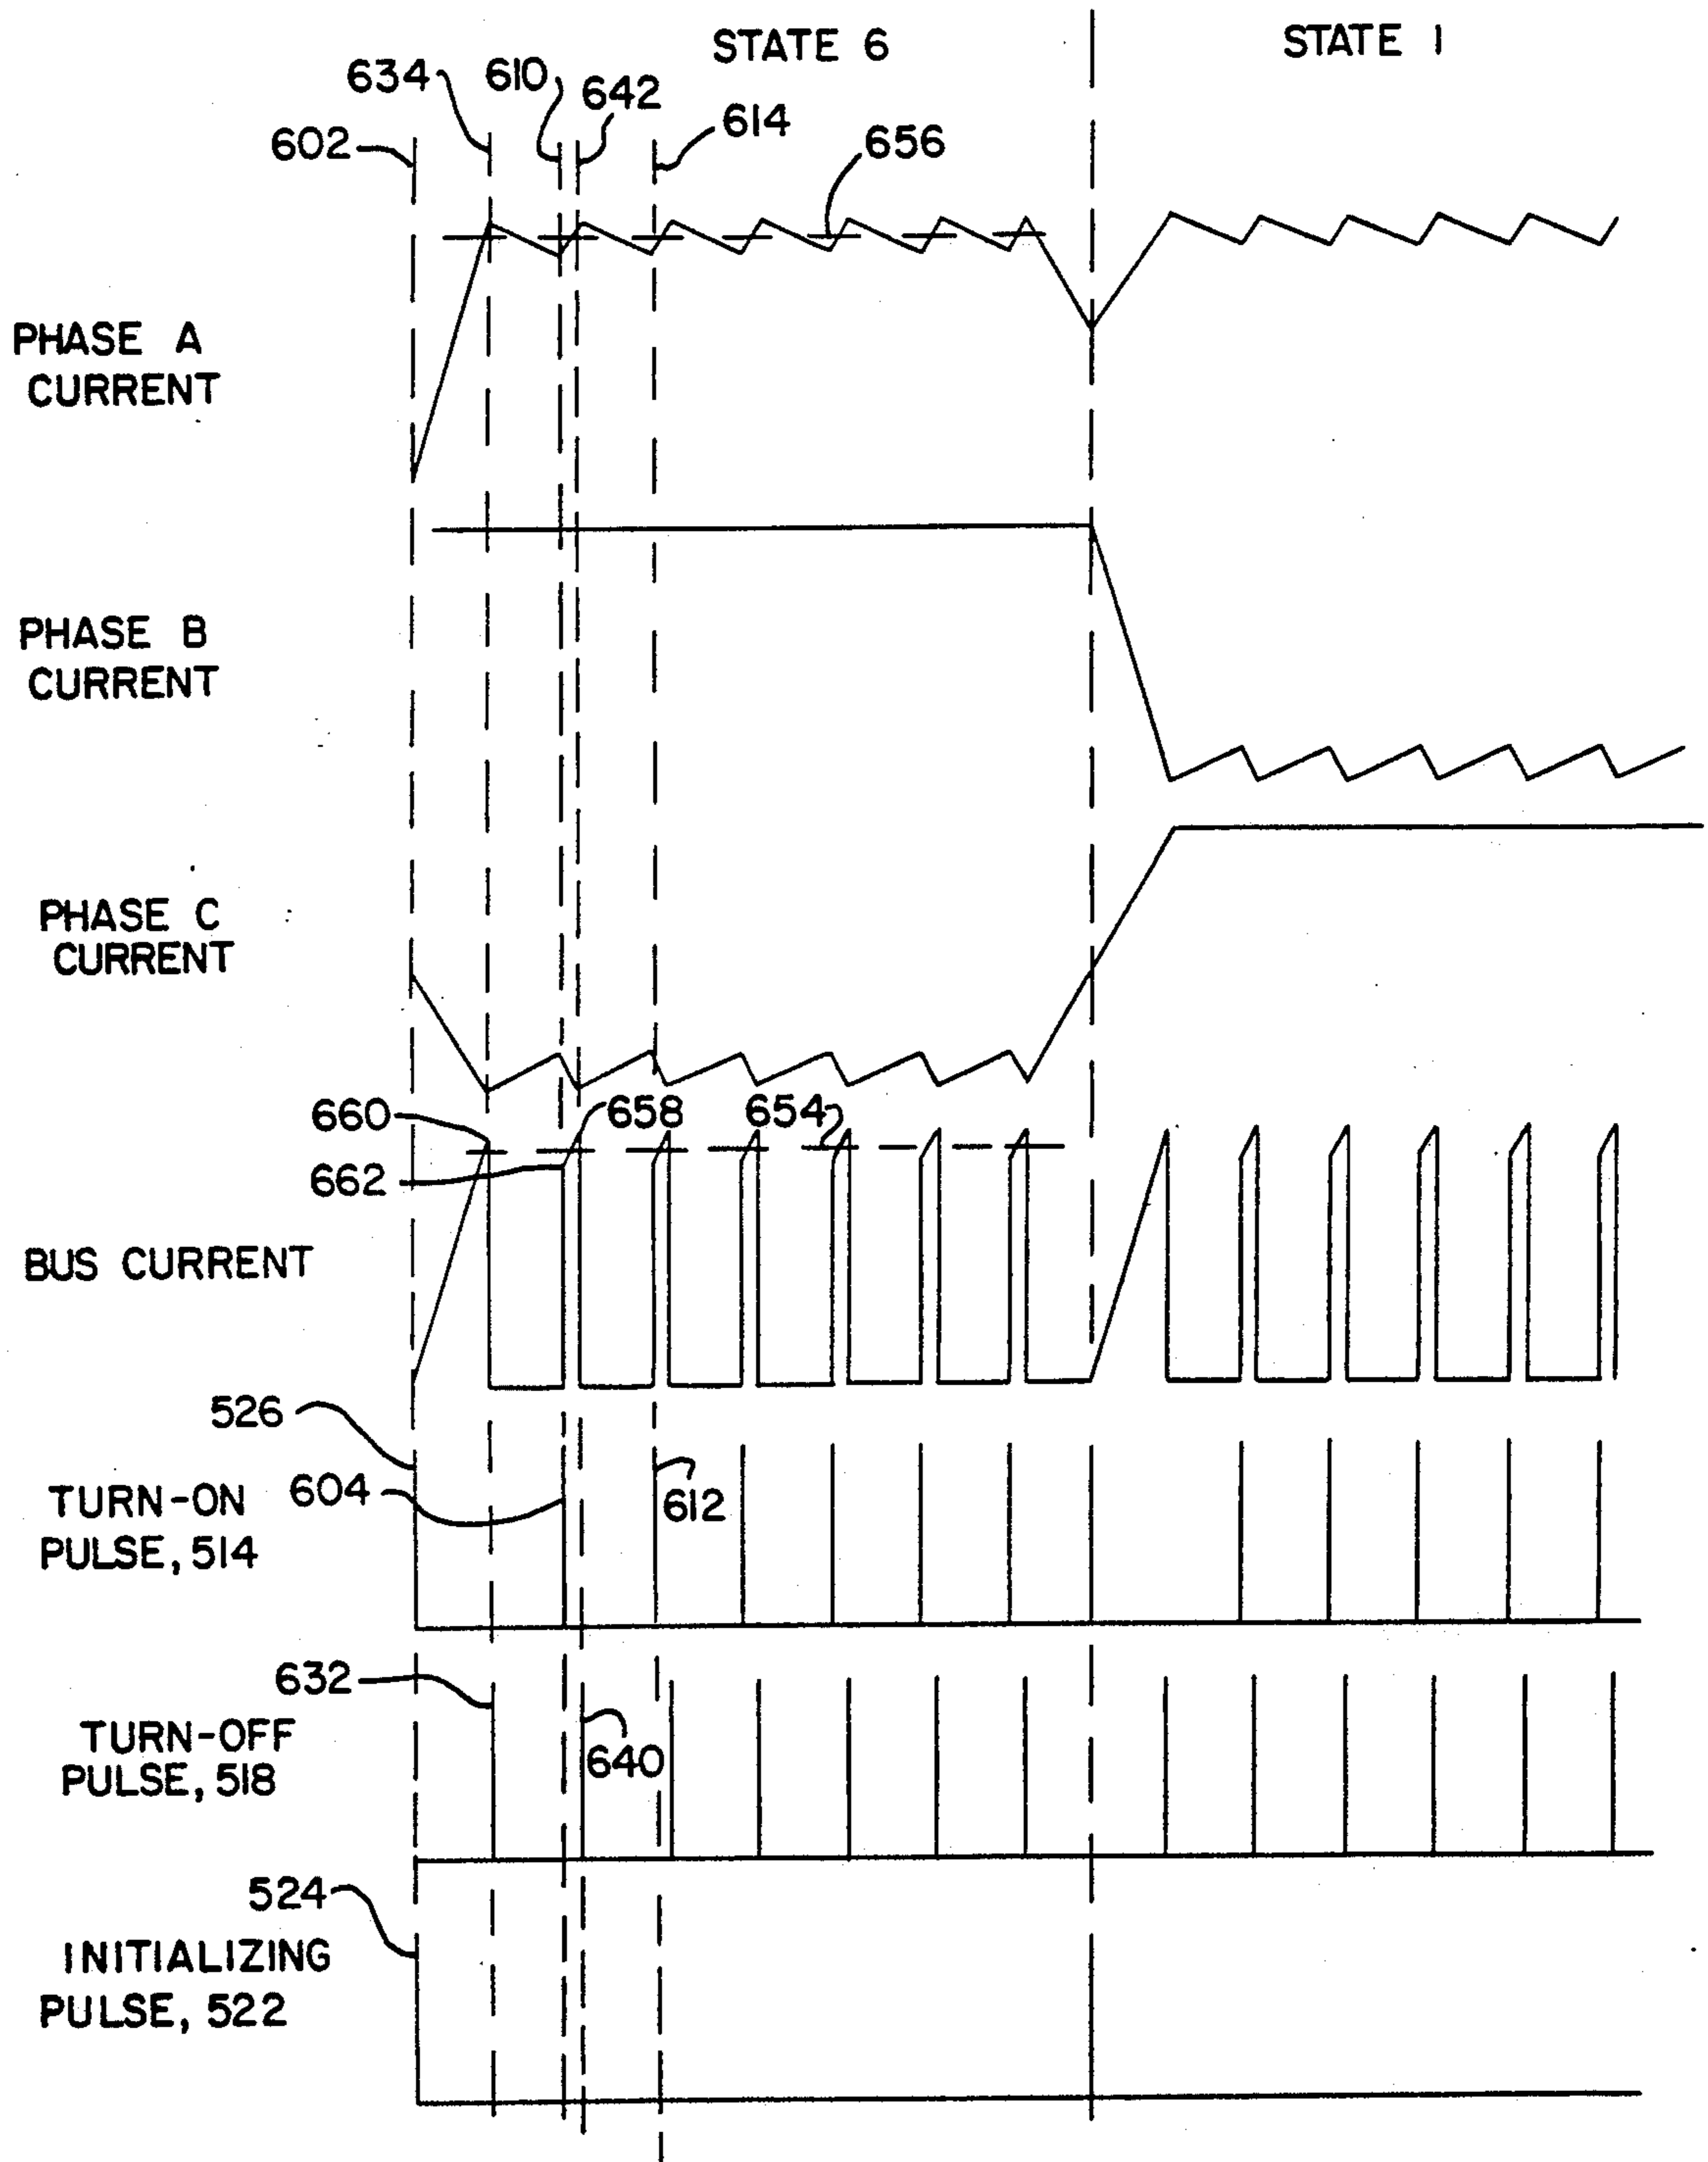 STATE 6
STATE 1
634
610
642
614
602
656
PHASE A
CURRENT
PHASE B
CURRENT
PHASE C
CURRENT
660
658
654
662
BUS CURRENT
526
TURN-ON
PULSE, 514
604
612
632
TURN-OFF
PULSE, 518
640
524
INITIALIZING
PULSE, 522